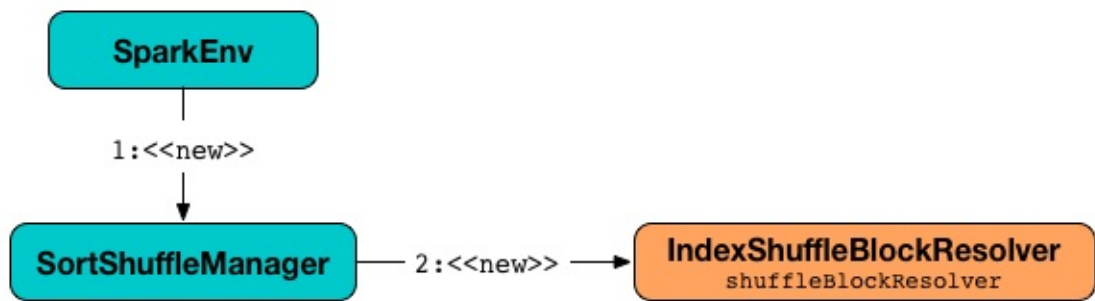 SparkEnv
1:<<new>>
SortShuffleManager
2:<<new>>
IndexShuffleBlockResolver
shuffleBlockResolver